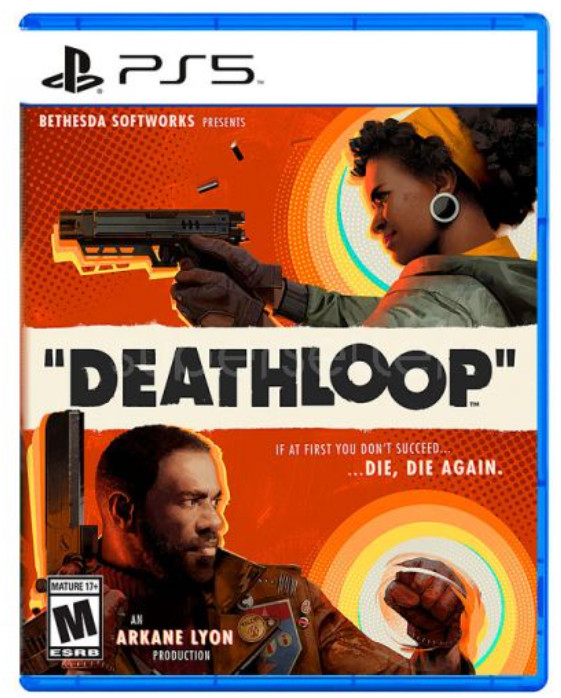 PS5
BETHESDA SOFTWORKS PRESENTS
"DEATHLOOP"™
IF AT FIRST YOU DON'T SUCCEED...
...DIE, DIE AGAIN.
MATURE 17+
M
ESRB
AN
ARKANE LYON
PRODUCTION